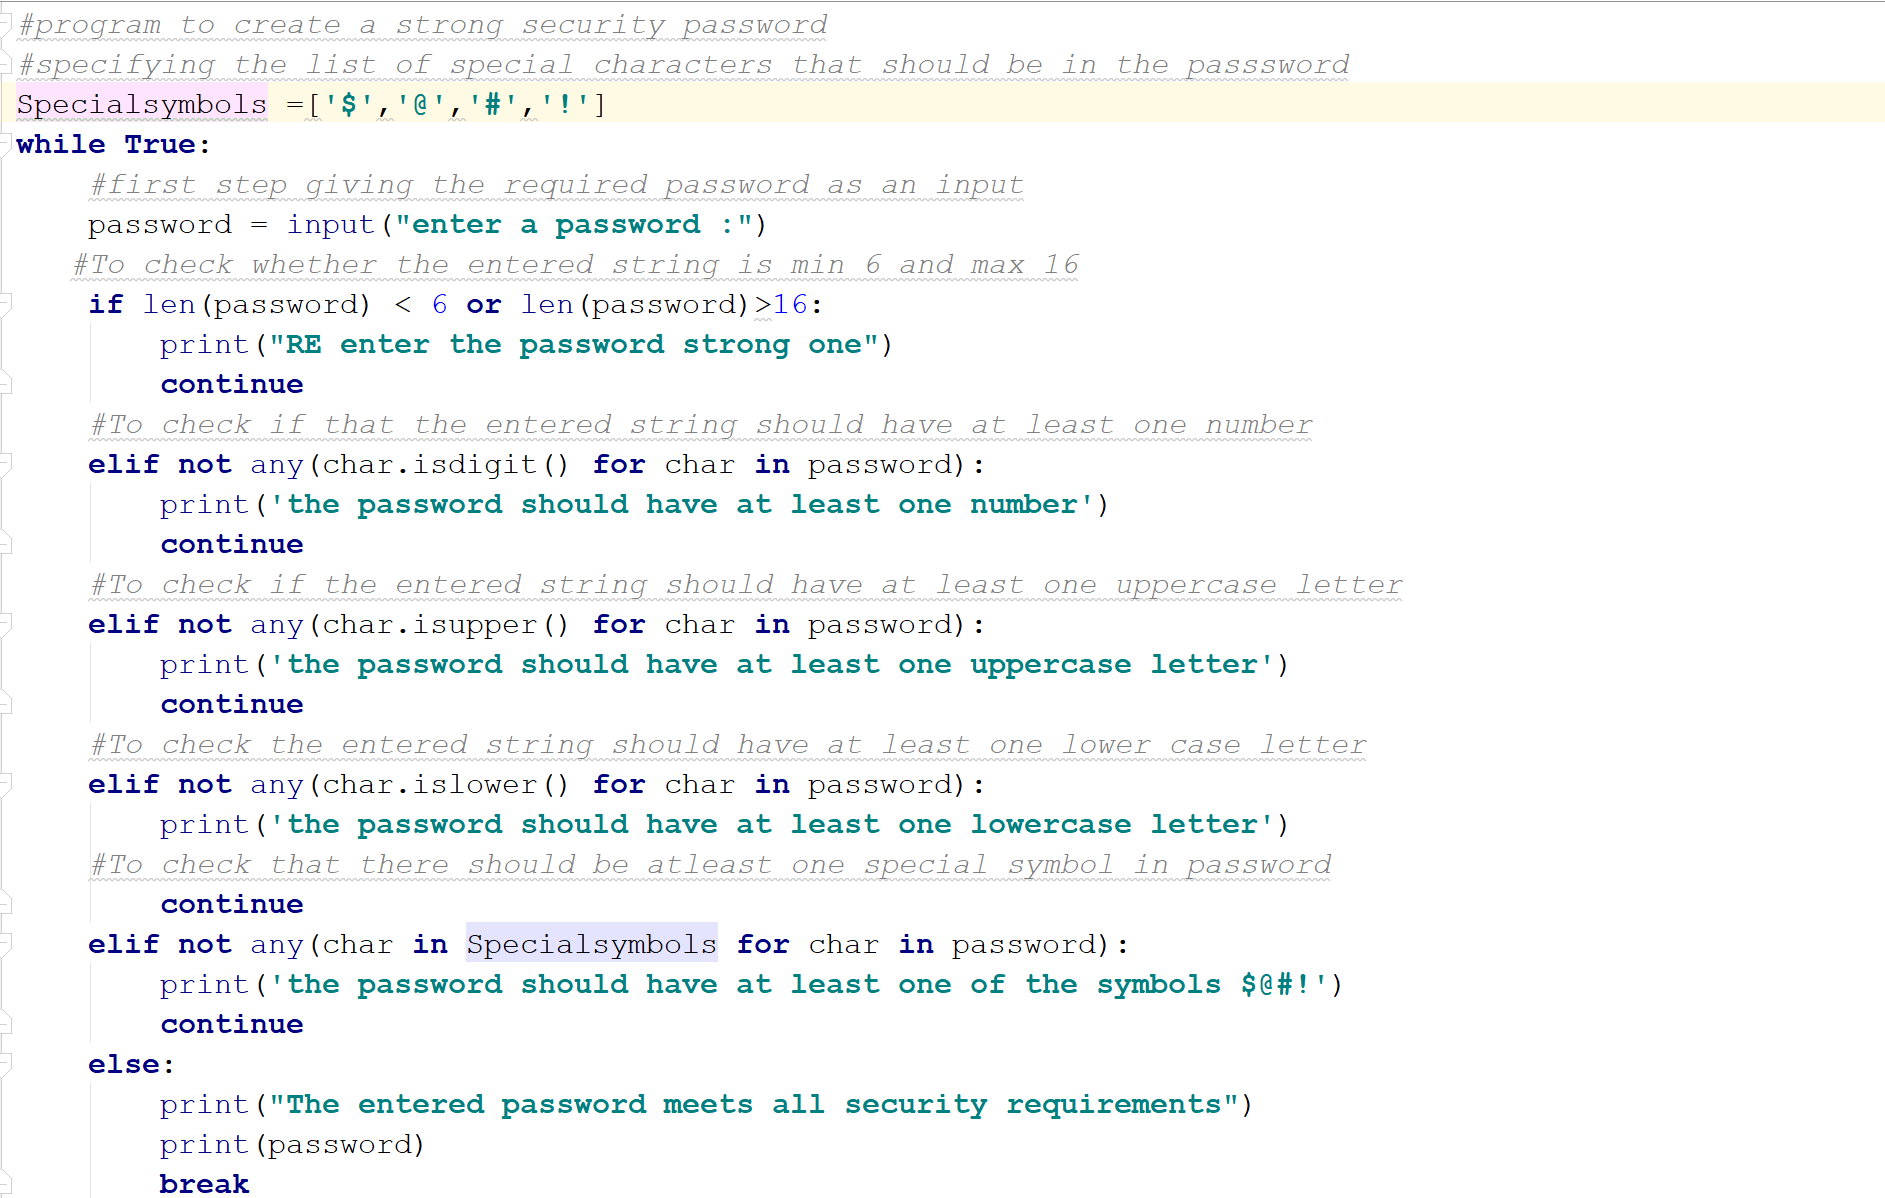 #program to create a strong security password
#specifying the list of special characters that should be in the passsword
Specialsymbols =['$','@','#','!']
while True:
    #first step giving the required password as an input
    password = input("enter a password :")
   #To check whether the entered string is min 6 and max 16
    if len(password) < 6 or len(password)>16:
        print("RE enter the password strong one")
        continue
    #To check if that the entered string should have at least one number
    elif not any(char.isdigit() for char in password):
        print('the password should have at least one number')
        continue
    #To check if the entered string should have at least one uppercase letter
    elif not any(char.isupper() for char in password):
        print('the password should have at least one uppercase letter')
        continue
    #To check the entered string should have at least one lower case letter
    elif not any(char.islower() for char in password):
        print('the password should have at least one lowercase letter')
    #To check that there should be atleast one special symbol in password
        continue
    elif not any(char in Specialsymbols for char in password):
        print('the password should have at least one of the symbols $@#!')
        continue
    else:
        print("The entered password meets all security requirements")
        print(password)
        break